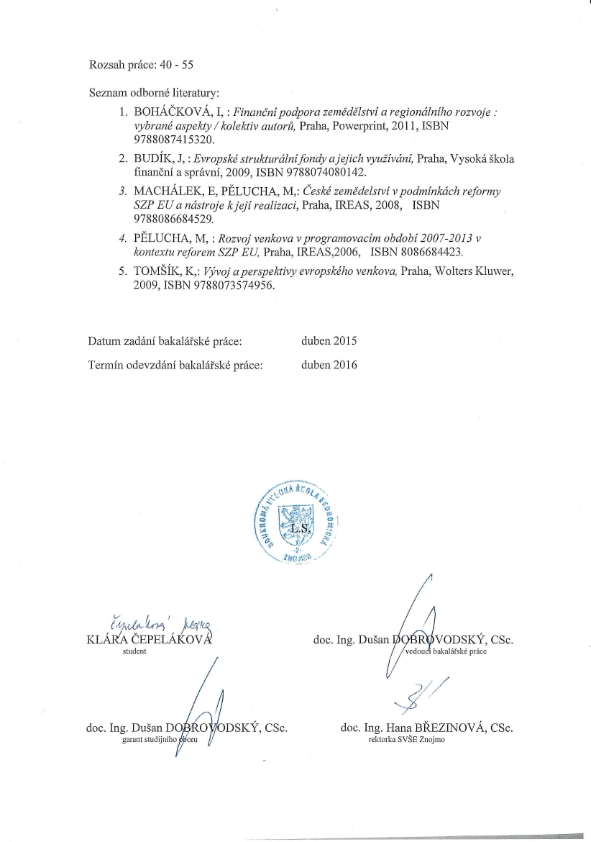 Rozsah práce: 40 - 55
Seznam odborné literatury:
1. BOHÁČKOVÁ, I, : Finanční podpora zemědělství a regionálního rozvoje :
vybrané aspekty / kolektiv autorů, Praha, Powerprint, 2011, ISBN
9788087415320.
2. BUDÍK, J, : Evropské strukturální fondy a jejich využívání, Praha, Vysoká škola
finanční a správní, 2009, ISBN 9788074080142.
3. MACHÁLEK, E, PĚLUCHA, M,: České zemědelství v podmínkách reformy
SZP EU a nástroje k její realizaci, Praha, IREAS, 2008, ISBN
9788086684529.
4. PĚLUCHA, M, : Rozvoj venkova v programovacím období 2007-2013 v
kontextu reforem SZP EU, Praha, IREAS,2006, ISBN 8086684423.
5. TOMŠÍK, K,: Vývoj a perspektivy evropského venkova, Praha, Wolters Kluwer,
2009, ISBN 9788073574956.
Datum zadání bakalářské práce: duben 2015
Termín odevzdání bakalářské práce: duben 2016
SOUKROMÁ VYSOKÁ ŠKOLA EKONOMICKÁ
L.S.
-2-
ZNOJMO
Čepeláková
KLÁRA ČEPELÁKOVÁ doc. Ing. Dušan DOBROVODSKÝ, CSc.
student vedoucí bakalářské práce
doc. Ing. Dušan DOBROVODSKÝ, CSc. doc. Ing. Hana BŘEZINOVÁ, CSc.
garant studijního oboru rektorka SVŠE Znojmo